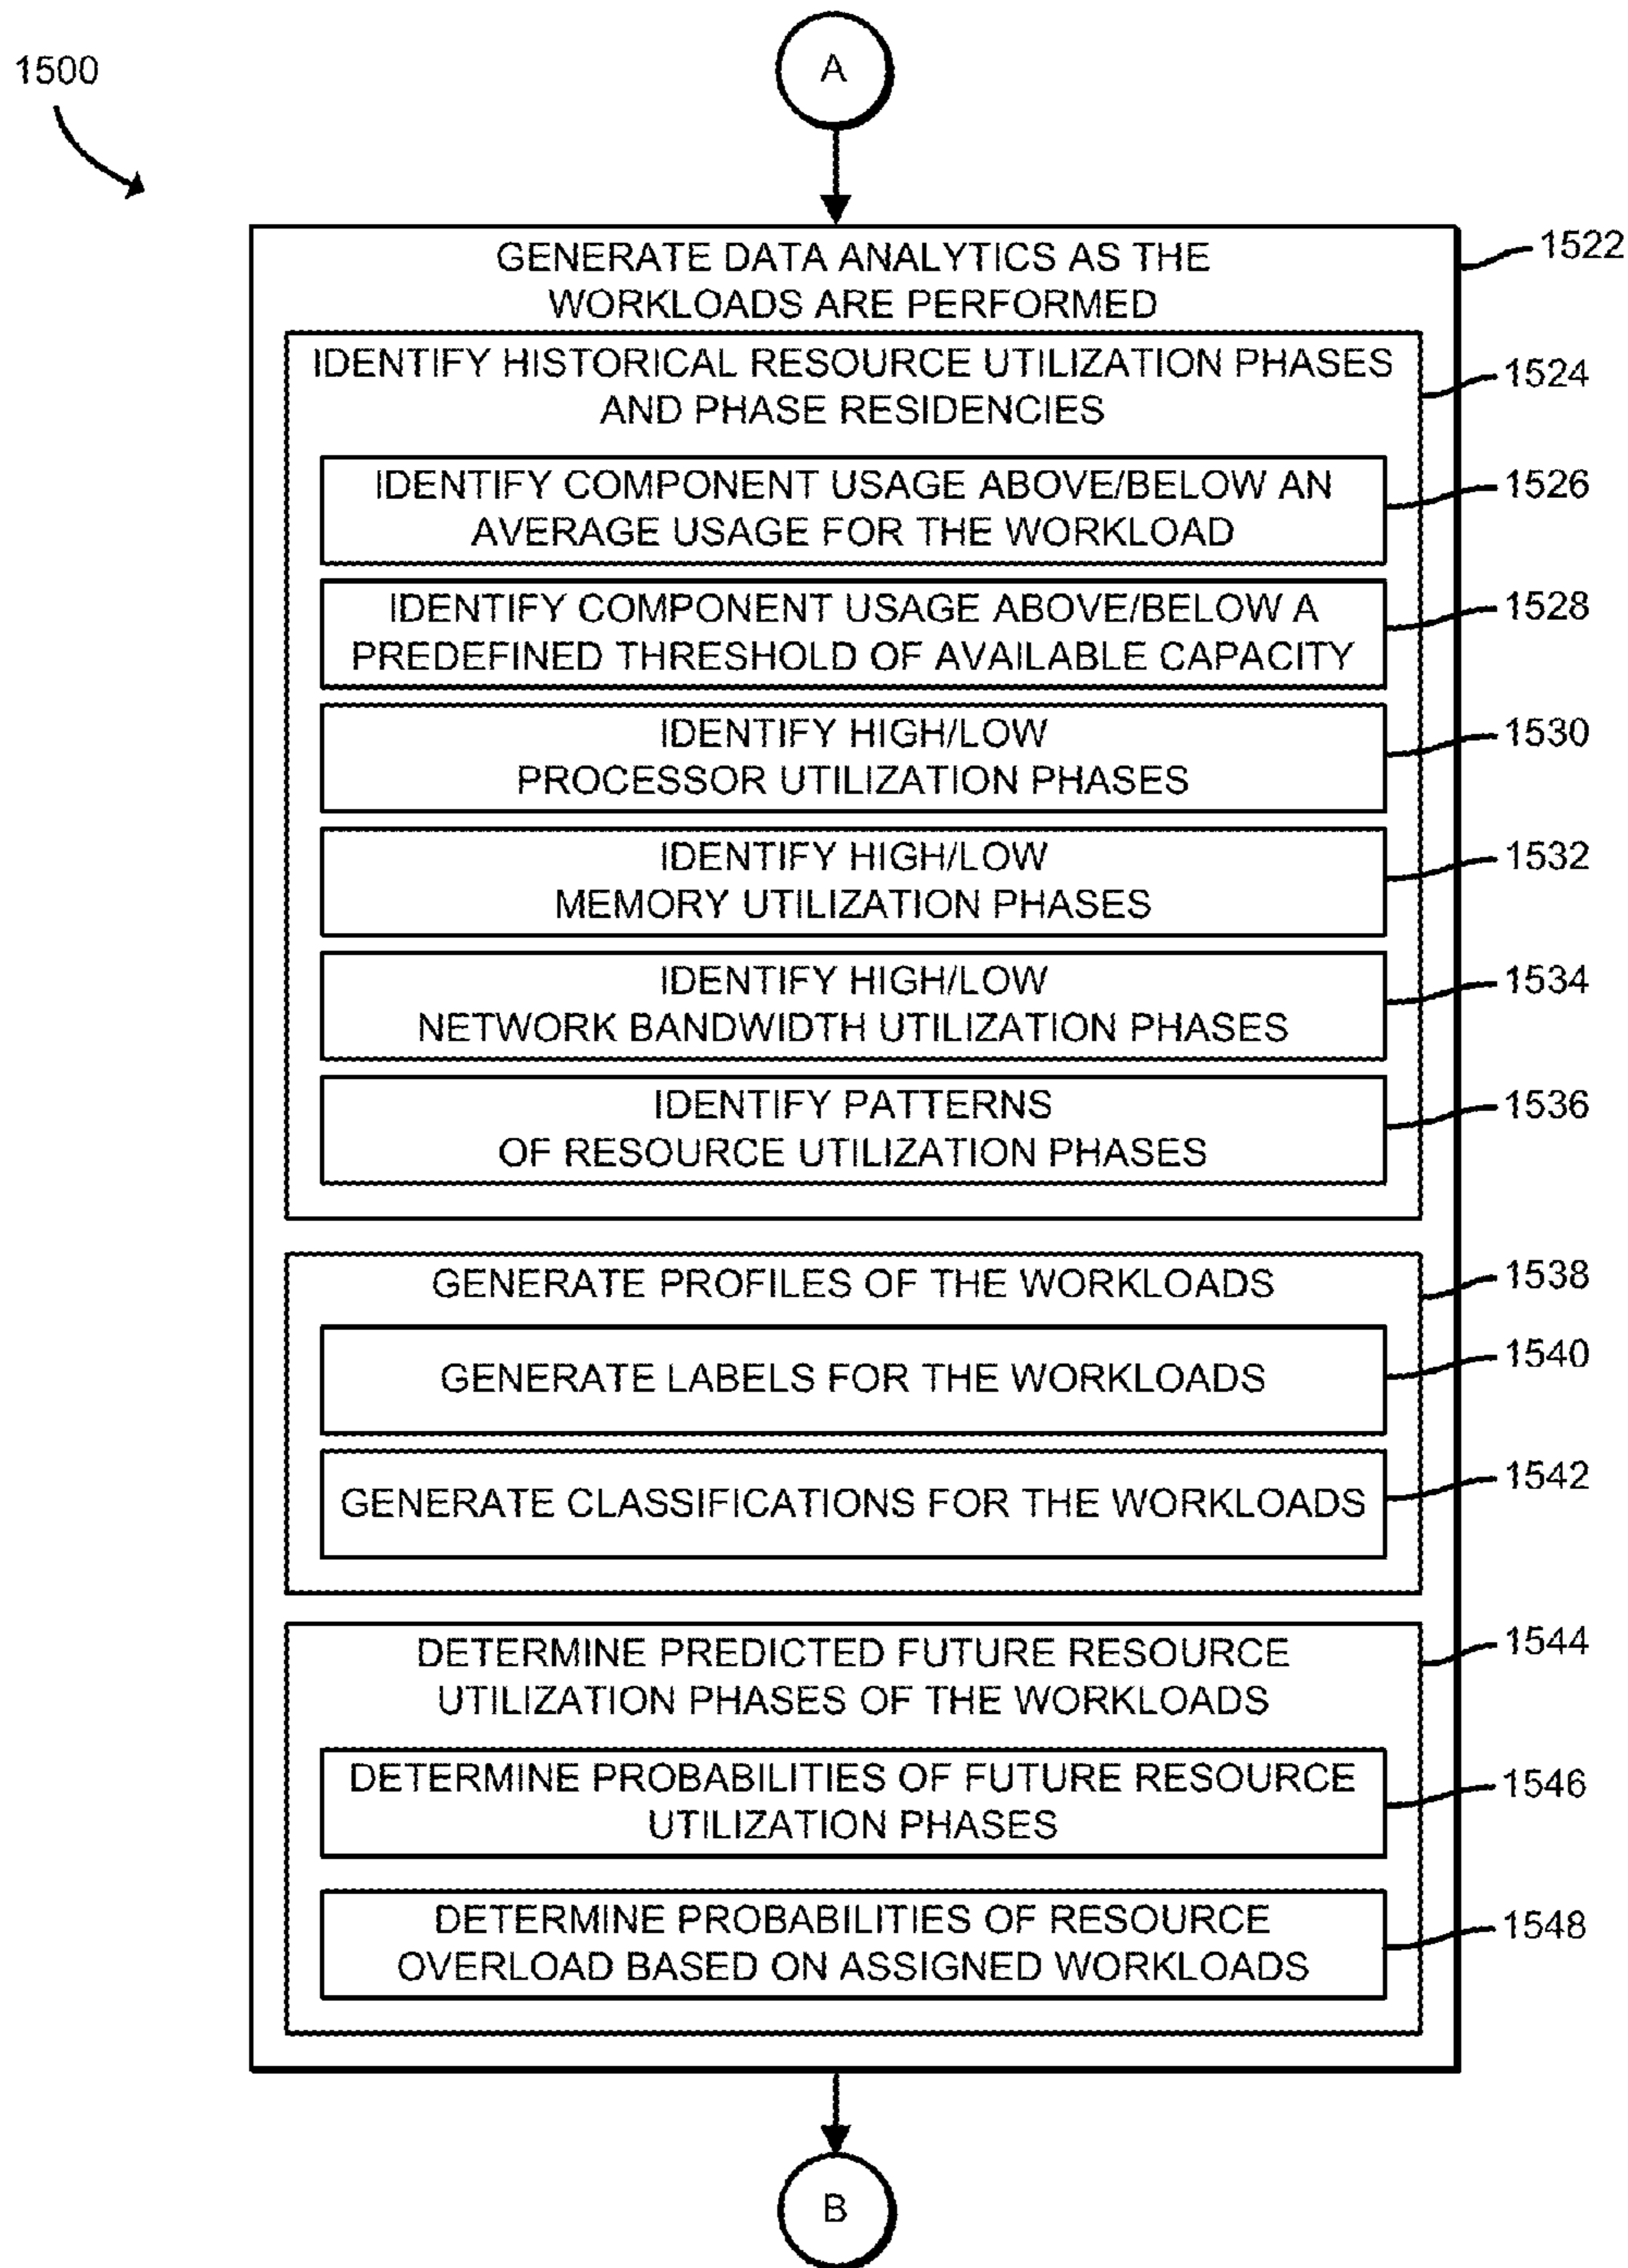 1500
A
GENERATE DATA ANALYTICS AS THE
WORKLOADS ARE PERFORMED
1522
IDENTIFY HISTORICAL RESOURCE UTILIZATION PHASES
AND PHASE RESIDENCIES
1524
IDENTIFY COMPONENT USAGE ABOVE/BELOW AN
AVERAGE USAGE FOR THE WORKLOAD
1526
IDENTIFY COMPONENT USAGE ABOVE/BELOW A
PREDEFINED THRESHOLD OF AVAILABLE CAPACITY
1528
IDENTIFY HIGH/LOW
PROCESSOR UTILIZATION PHASES
1530
IDENTIFY HIGH/LOW
MEMORY UTILIZATION PHASES
1532
IDENTIFY HIGH/LOW
NETWORK BANDWIDTH UTILIZATION PHASES
1534
IDENTIFY PATTERNS
OF RESOURCE UTILIZATION PHASES
1536
GENERATE PROFILES OF THE WORKLOADS
1538
GENERATE LABELS FOR THE WORKLOADS
1540
GENERATE CLASSIFICATIONS FOR THE WORKLOADS
1542
DETERMINE PREDICTED FUTURE RESOURCE
UTILIZATION PHASES OF THE WORKLOADS
1544
DETERMINE PROBABILITIES OF FUTURE RESOURCE
UTILIZATION PHASES
1546
DETERMINE PROBABILITIES OF RESOURCE
OVERLOAD BASED ON ASSIGNED WORKLOADS
1548
B